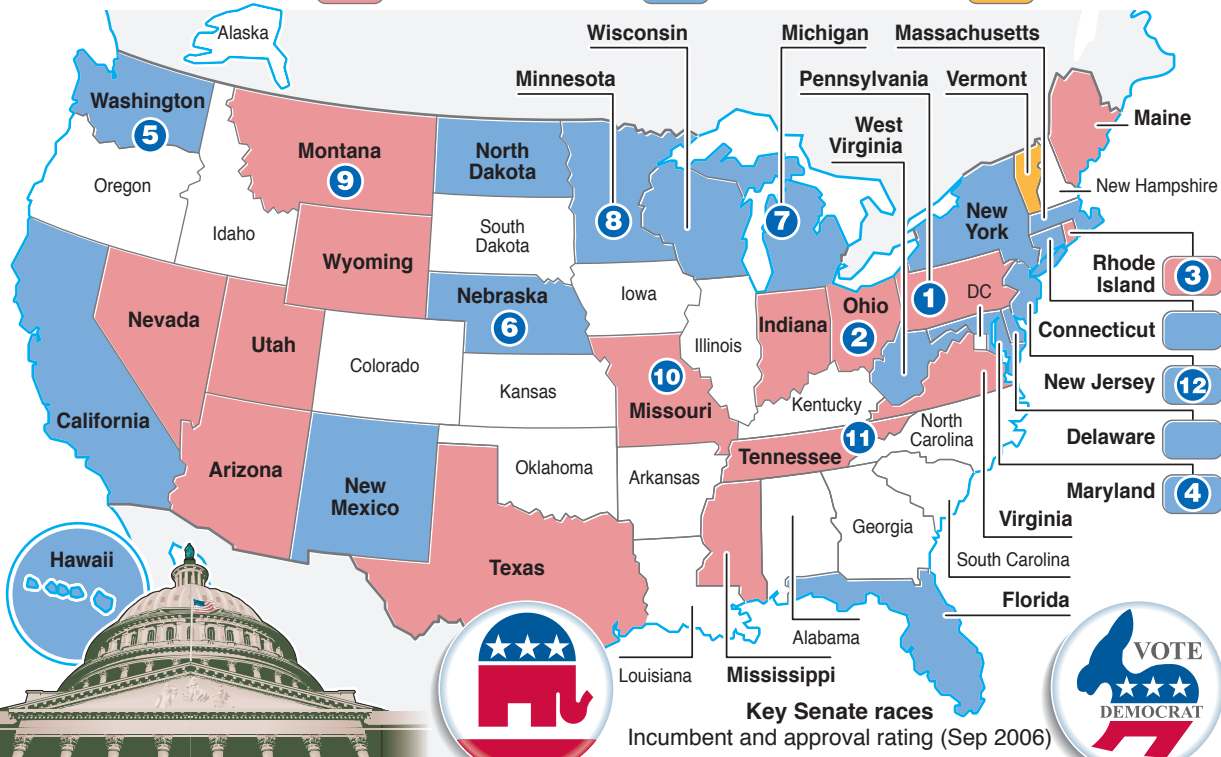 Alaska
Wisconsin
Michigan
Massachusetts
Minnesota
Pennsylvania
Vermont
Washington
5
West
Virginia
Maine
Montana
9
North
Dakota
Oregon
New Hampshire
Idaho
South
Dakota
8
7
New
York
Wyoming
Rhode
Island
3
Nebraska
6
Iowa
1
DC
Nevada
Utah
Indiana
Ohio
2
Connecticut
Illinois
Colorado
Kansas
10
Missouri
New Jersey
12
California
Kentucky
North
Carolina
11
Delaware
Arizona
Oklahoma
Arkansas
Tennessee
New
Mexico
Maryland
4
Georgia
Virginia
Hawaii
South Carolina
Texas
Florida
Alabama
Louisiana
Mississippi
VOTE
DEMOCRAT
Key Senate races
Incumbent and approval rating (Sep 2006)